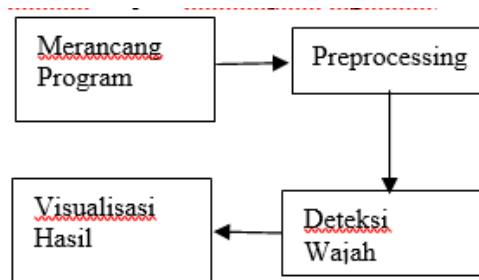 Merancang
Program
Preprocessing
Deteksi
Wajah
Visualisasi
Hasil